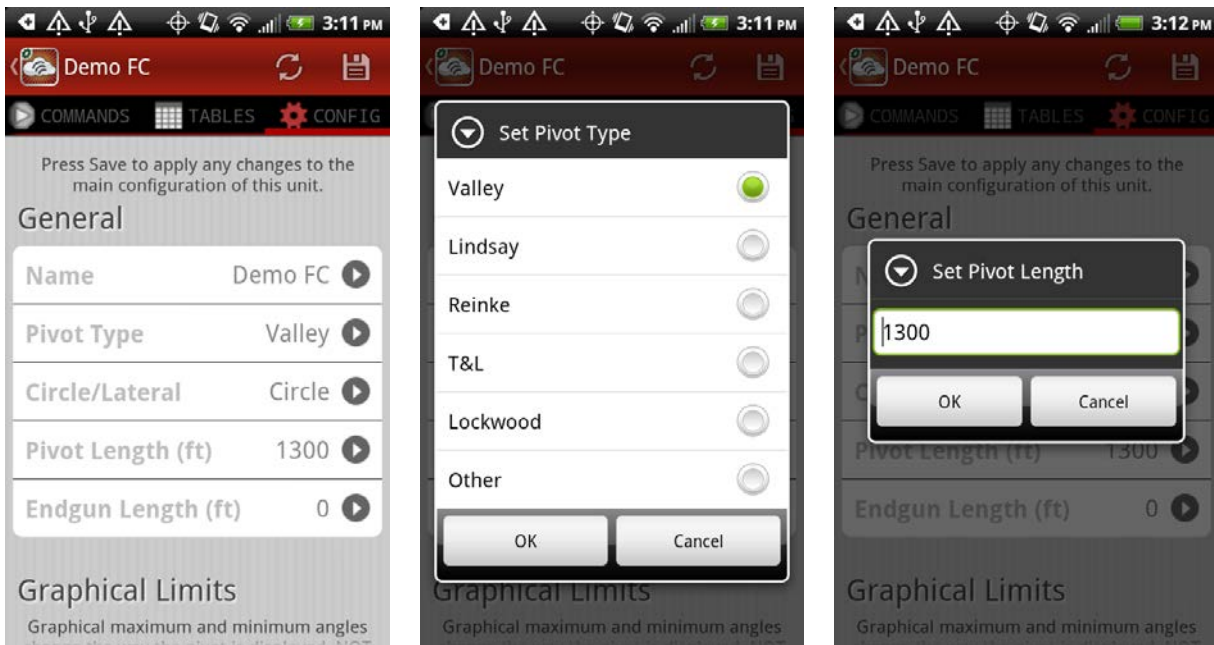 3:11 PM
Demo FC
COMMANDS TABLES CONFIG
Press Save to apply any changes to the
main configuration of this unit.
General
Name Demo FC
Pivot Type Valley
Circle/Lateral Circle
Pivot Length (ft) 1300
Endgun Length (ft) 0
Graphical Limits
Graphical maximum and minimum angles
3:11 PM
Demo FC
Set Pivot Type
Valley
Lindsay
Reinke
T&L
Lockwood
Other
OK Cancel
Graphical Limits
Graphical maximum and minimum angles
3:12 PM
Demo FC
COMMANDS TABLES CONFIG
Press Save to apply any changes to the
main configuration of this unit.
General
Set Pivot Length
1300
OK Cancel
Pivot Length (ft) 1300
Endgun Length (ft) 0
Graphical Limits
Graphical maximum and minimum angles